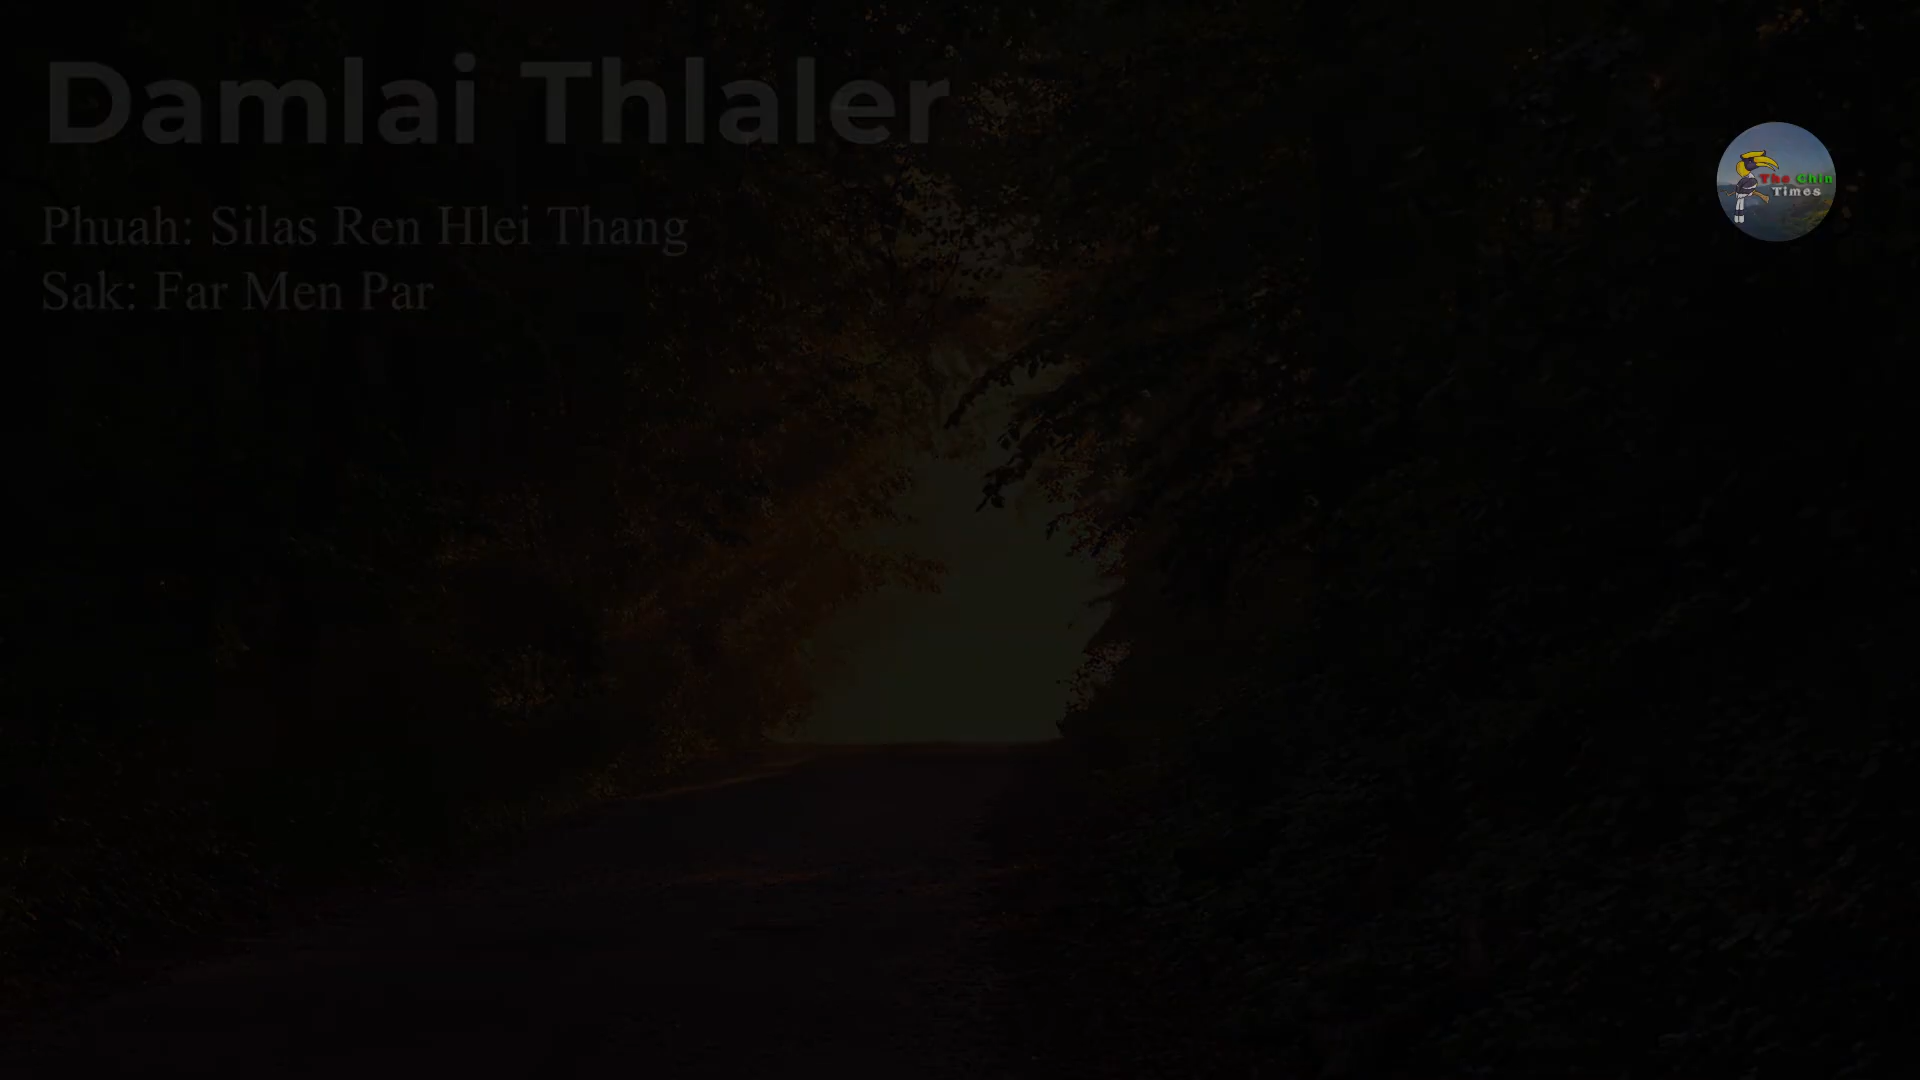 Damlai Thlaler
Phuah: Silas Ren Hlei Thang
Sak: Far Men Par
The Chin
Times